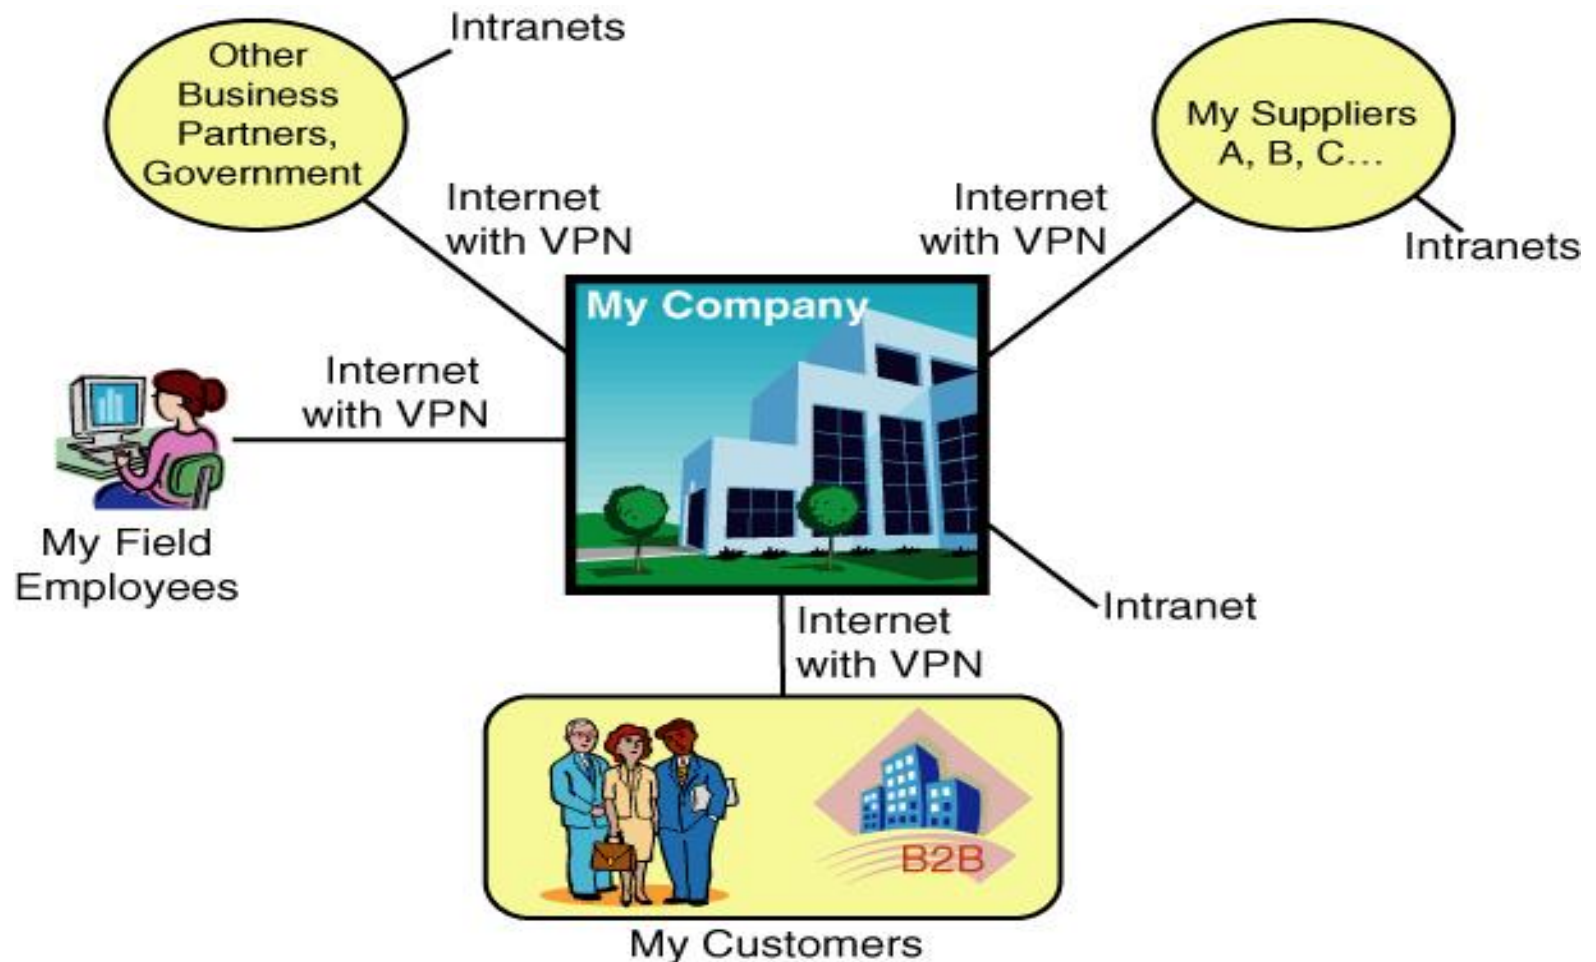 Intranets
Other
Business
Partners,
Government
My Suppliers
A, B, C...
Internet
with VPN
Internet
with VPN
Intranets
My Company
Internet
with VPN
My Field
Employees
Intranet
Internet
with VPN
B2B
My Customers